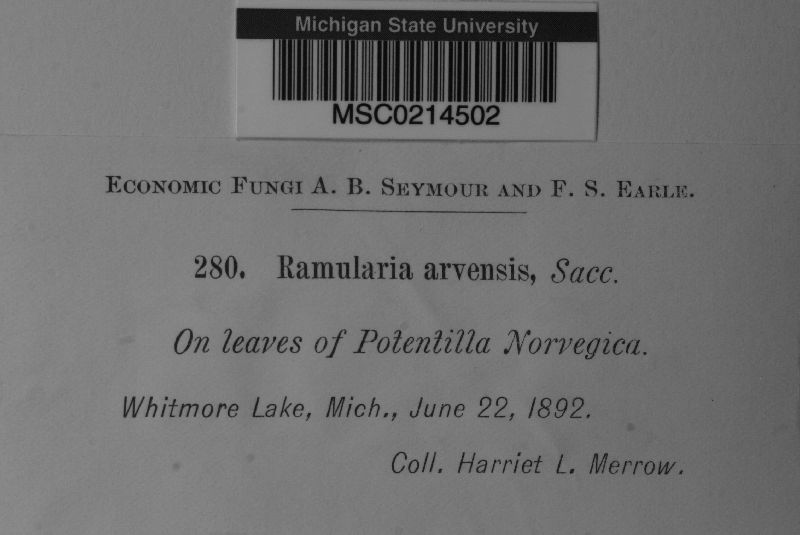 Michigan State University
MSC0214502
Economic Fungi A. B. Seymour and F. S. Earle.
280. Ramularia arvensis, Sacc.
On leaves of Potentilla Norvegica.
Whitmore Lake, Mich., June 22, 1892.
Coll. Harriet L. Merrow.